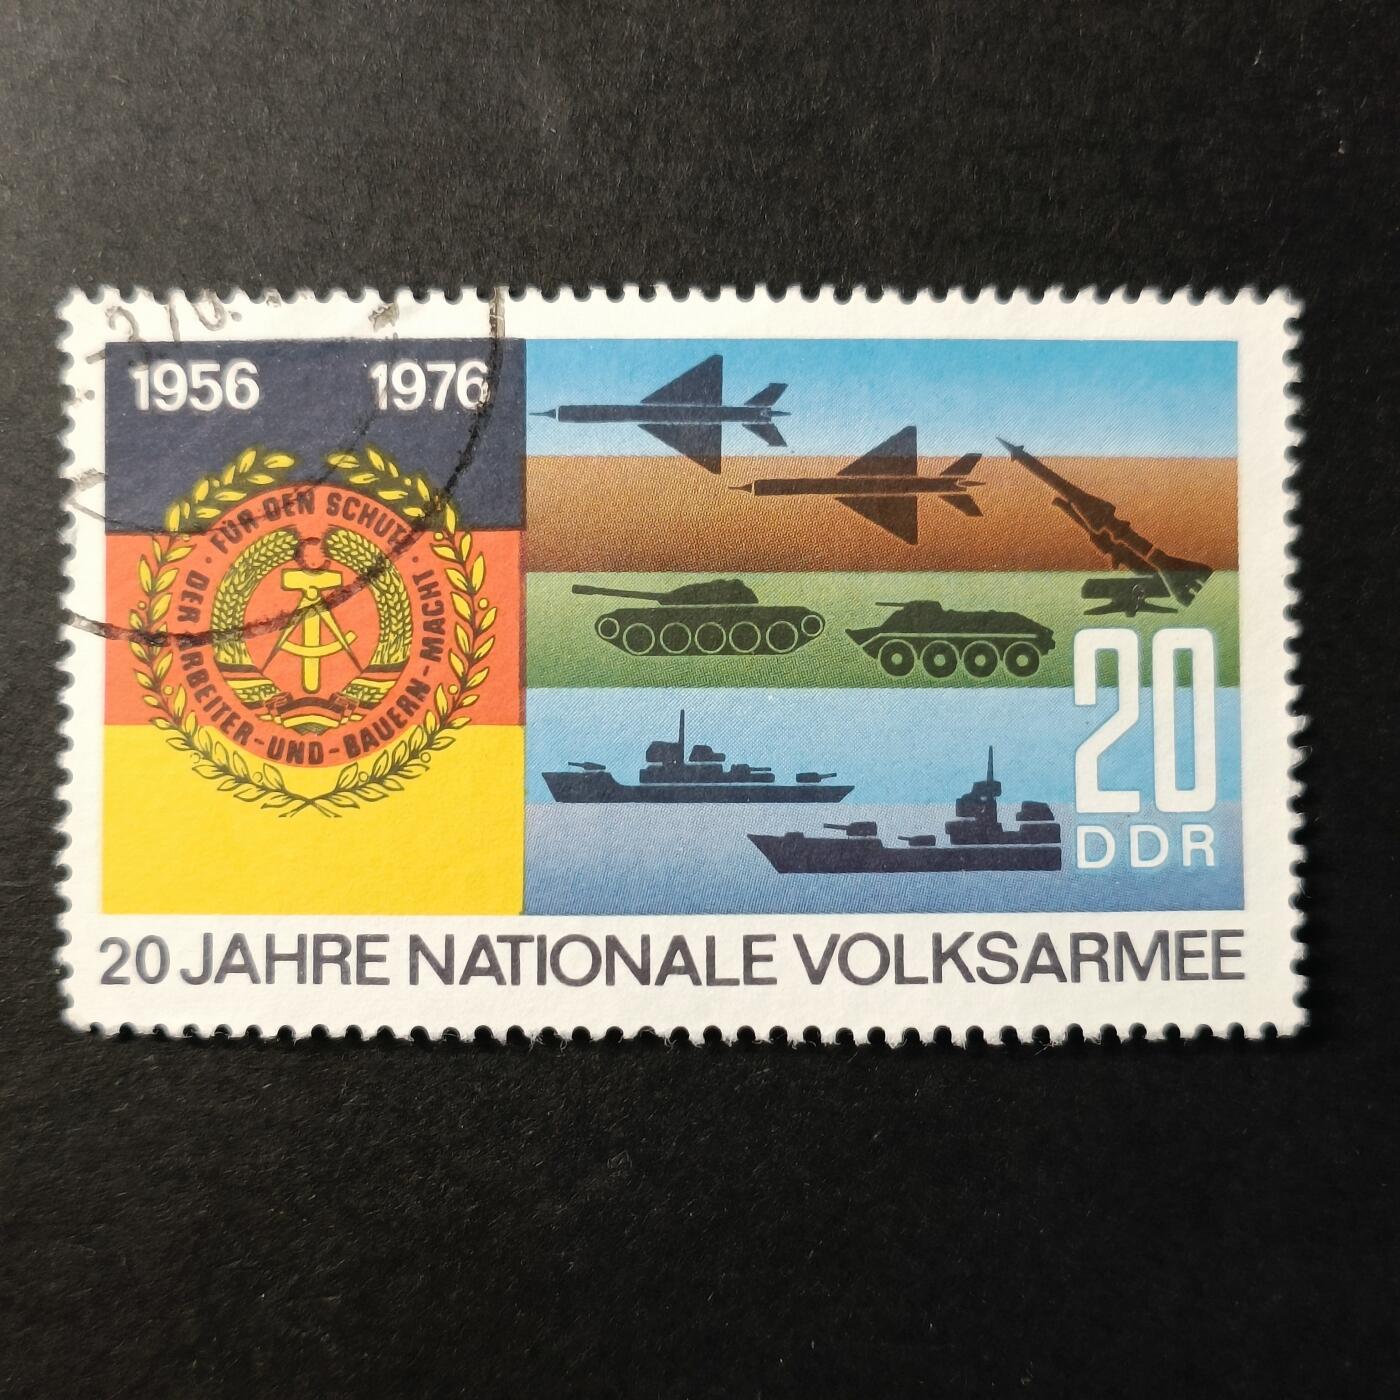 1956 1976
· FÜR DEN SCHUTZ ·
DER ARBEITER-UND-BAUERN-MACHT
20
DDR
20 JAHRE NATIONALE VOLKSARMEE